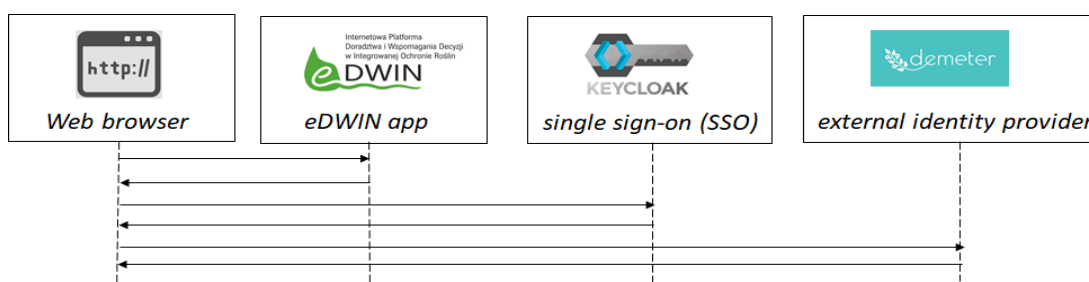 http://
Web browser
Internetowa Platforma
Doradztwa i Wspomagania Decyzji
w Integrowanej Ochronie Roślin
eDWIN
eDWIN app
KEYCLOAK
single sign-on (SSO)
demeter
external identity provider